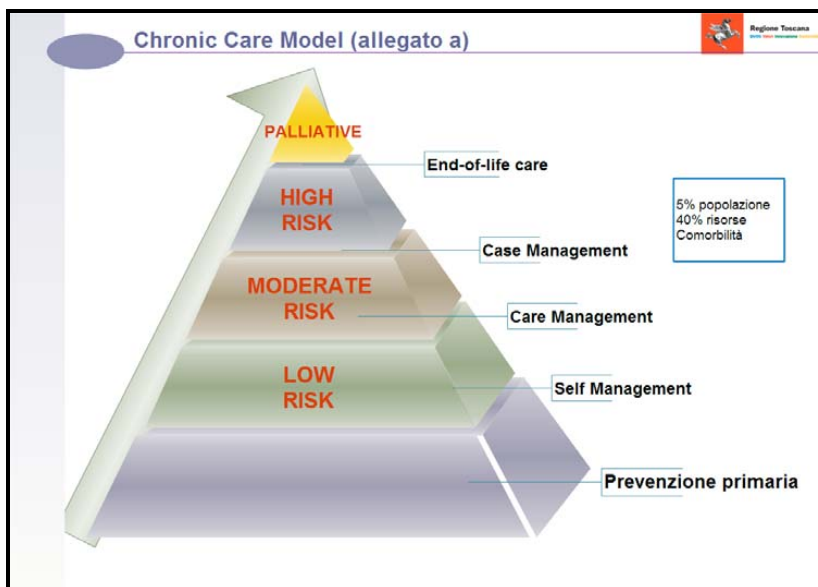 Chronic Care Model (allegato a)
Regione Toscana
PALLIATIVE
End-of-life care
HIGH
RISK
5% popolazione
40% risorse
Comorbilità
Case Management
MODERATE
RISK
Care Management
LOW
RISK
Self Management
Prevenzione primaria